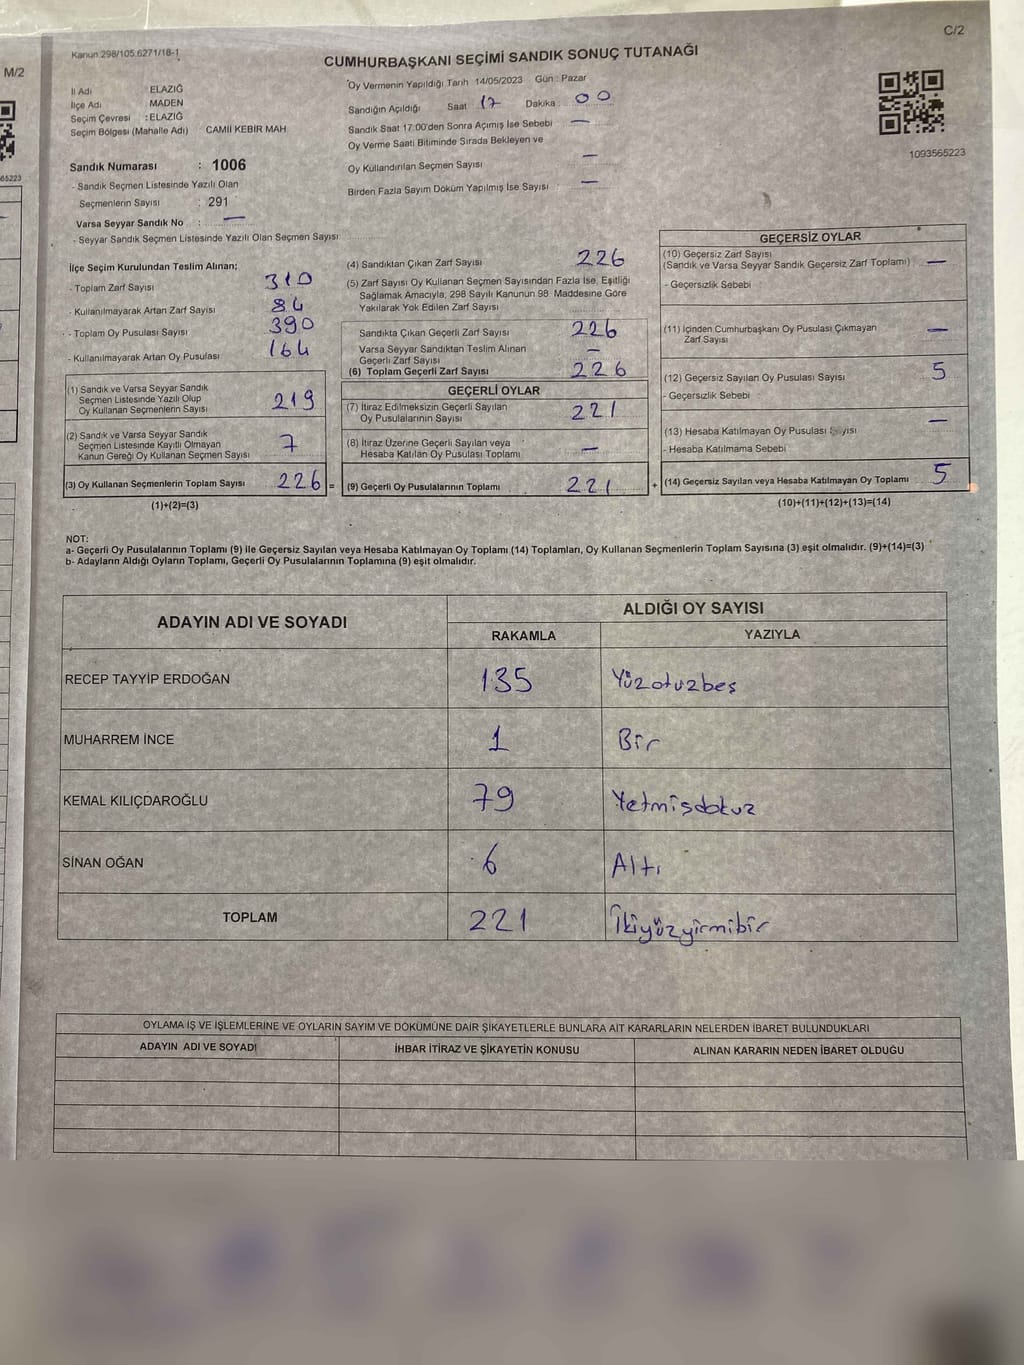 Kanun 298/105.6271/18-1
C/2
M/2
CUMHURBAŞKANI SEÇİMİ SANDIK SONUÇ TUTANAĞI
İl Adı : ELAZIĞ
İlçe Adı : MADEN
Seçim Çevresi : ELAZIĞ
Seçim Bölgesi (Mahalle Adı) CAMİİ KEBİR MAH
Sandık Numarası : 1006
- Sandık Seçmen Listesinde Yazılı Olan
Seçmenlerin Sayısı : 291
Varsa Seyyar Sandık No : —
- Seyyar Sandık Seçmen Listesinde Yazılı Olan Seçmen Sayısı
Oy Vermenin Yapıldığı Tarih 14/05/2023 Gün : Pazar
Sandığın Açıldığı Saat 17 Dakika 00
Sandık Saat 17:00'den Sonra Açımış İse Sebebi —
Oy Verme Saati Bitiminde Sırada Bekleyen ve
Oy Kullandırılan Seçmen Sayısı —
Birden Fazla Sayım Döküm Yapılmış İse Sayısı —
1093565223
65223
İlçe Seçim Kurulundan Teslim Alınan;
- Toplam Zarf Sayısı 310
- Kullanılmayarak Artan Zarf Sayısı 84
- Toplam Oy Pusulası Sayısı 390
- Kullanılmayarak Artan Oy Pusulası 164
(1) Sandık ve Varsa Seyyar Sandık
Seçmen Listesinde Yazılı Olup
Oy Kullanan Seçmenlerin Sayısı 219
(2) Sandık ve Varsa Seyyar Sandık
Seçmen Listesinde Kayıtlı Olmayan
Kanun Gereği Oy Kullanan Seçmen Sayısı 7
(3) Oy Kullanan Seçmenlerin Toplam Sayısı 226 =
(1)+(2)=(3)
(4) Sandıktan Çıkan Zarf Sayısı 226
(5) Zarf Sayısı Oy Kullanan Seçmen Sayısından Fazla İse, Eşitliği
Sağlamak Amacıyla, 298 Sayılı Kanunun 98 Maddesine Göre
Yakılarak Yok Edilen Zarf Sayısı
Sandıkta Çıkan Geçerli Zarf Sayısı 226
Varsa Seyyar Sandıktan Teslim Alınan
Geçerli Zarf Sayısı —
(6) Toplam Geçerli Zarf Sayısı 226
GEÇERLİ OYLAR
(7) İtiraz Edilmeksizin Geçerli Sayılan
Oy Pusulalarının Sayısı 221
(8) İtiraz Üzerine Geçerli Sayılan veya
Hesaba Katılan Oy Pusulası Toplamı —
(9) Geçerli Oy Pusulalarının Toplamı 221 +
GEÇERSİZ OYLAR
(10) Geçersiz Zarf Sayısı
(Sandık ve Varsa Seyyar Sandık Geçersiz Zarf Toplamı) —
- Geçersizlik Sebebi
(11) İçinden Cumhurbaşkanı Oy Pusulası Çıkmayan
Zarf Sayısı —
(12) Geçersiz Sayılan Oy Pusulası Sayısı 5
- Geçersizlik Sebebi
(13) Hesaba Katılmayan Oy Pusulası Sayısı —
- Hesaba Katılmama Sebebi
(14) Geçersiz Sayılan veya Hesaba Katılmayan Oy Toplamı 5
(10)+(11)+(12)+(13)=(14)
NOT:
a- Geçerli Oy Pusulalarının Toplamı (9) ile Geçersiz Sayılan veya Hesaba Katılmayan Oy Toplamı (14) Toplamları, Oy Kullanan Seçmenlerin Toplam Sayısına (3) eşit olmalıdır. (9)+(14)=(3)
b- Adayların Aldığı Oyların Toplamı, Geçerli Oy Pusulalarının Toplamına (9) eşit olmalıdır.
ADAYIN ADI VE SOYADI
ALDIĞI OY SAYISI
RAKAMLA YAZIYLA
RECEP TAYYİP ERDOĞAN 135 Yüzotuzbeş
MUHARREM İNCE 1 Bir
KEMAL KILIÇDAROĞLU 79 Yetmişdokuz
SİNAN OĞAN 6 Altı
TOPLAM 221 İkiyüzyirmibir
OYLAMA İŞ VE İŞLEMLERİNE VE OYLARIN SAYIM VE DÖKÜMÜNE DAİR ŞİKAYETLERLE BUNLARA AİT KARARLARIN NELERDEN İBARET BULUNDUKLARI
ADAYIN ADI VE SOYADI İHBAR İTİRAZ VE ŞİKAYETİN KONUSU ALINAN KARARIN NEDEN İBARET OLDUĞU